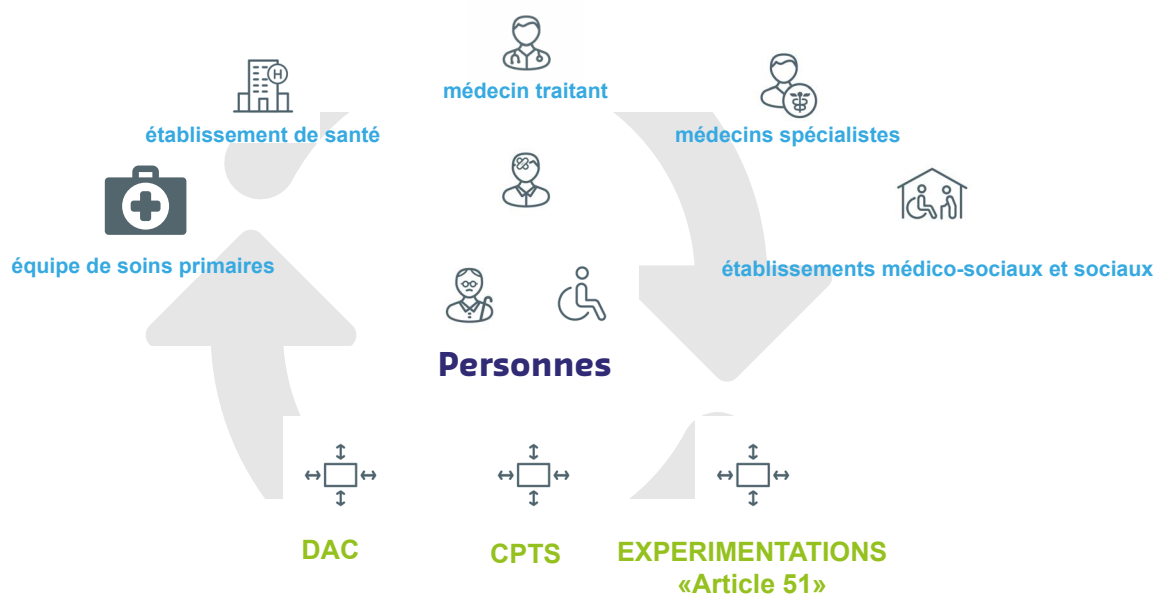 médecin traitant
établissement de santé
médecins spécialistes
H
équipe de soins primaires
établissements médico-sociaux et sociaux
Personnes
DAC
CPTS
EXPERIMENTATIONS
«Article 51»